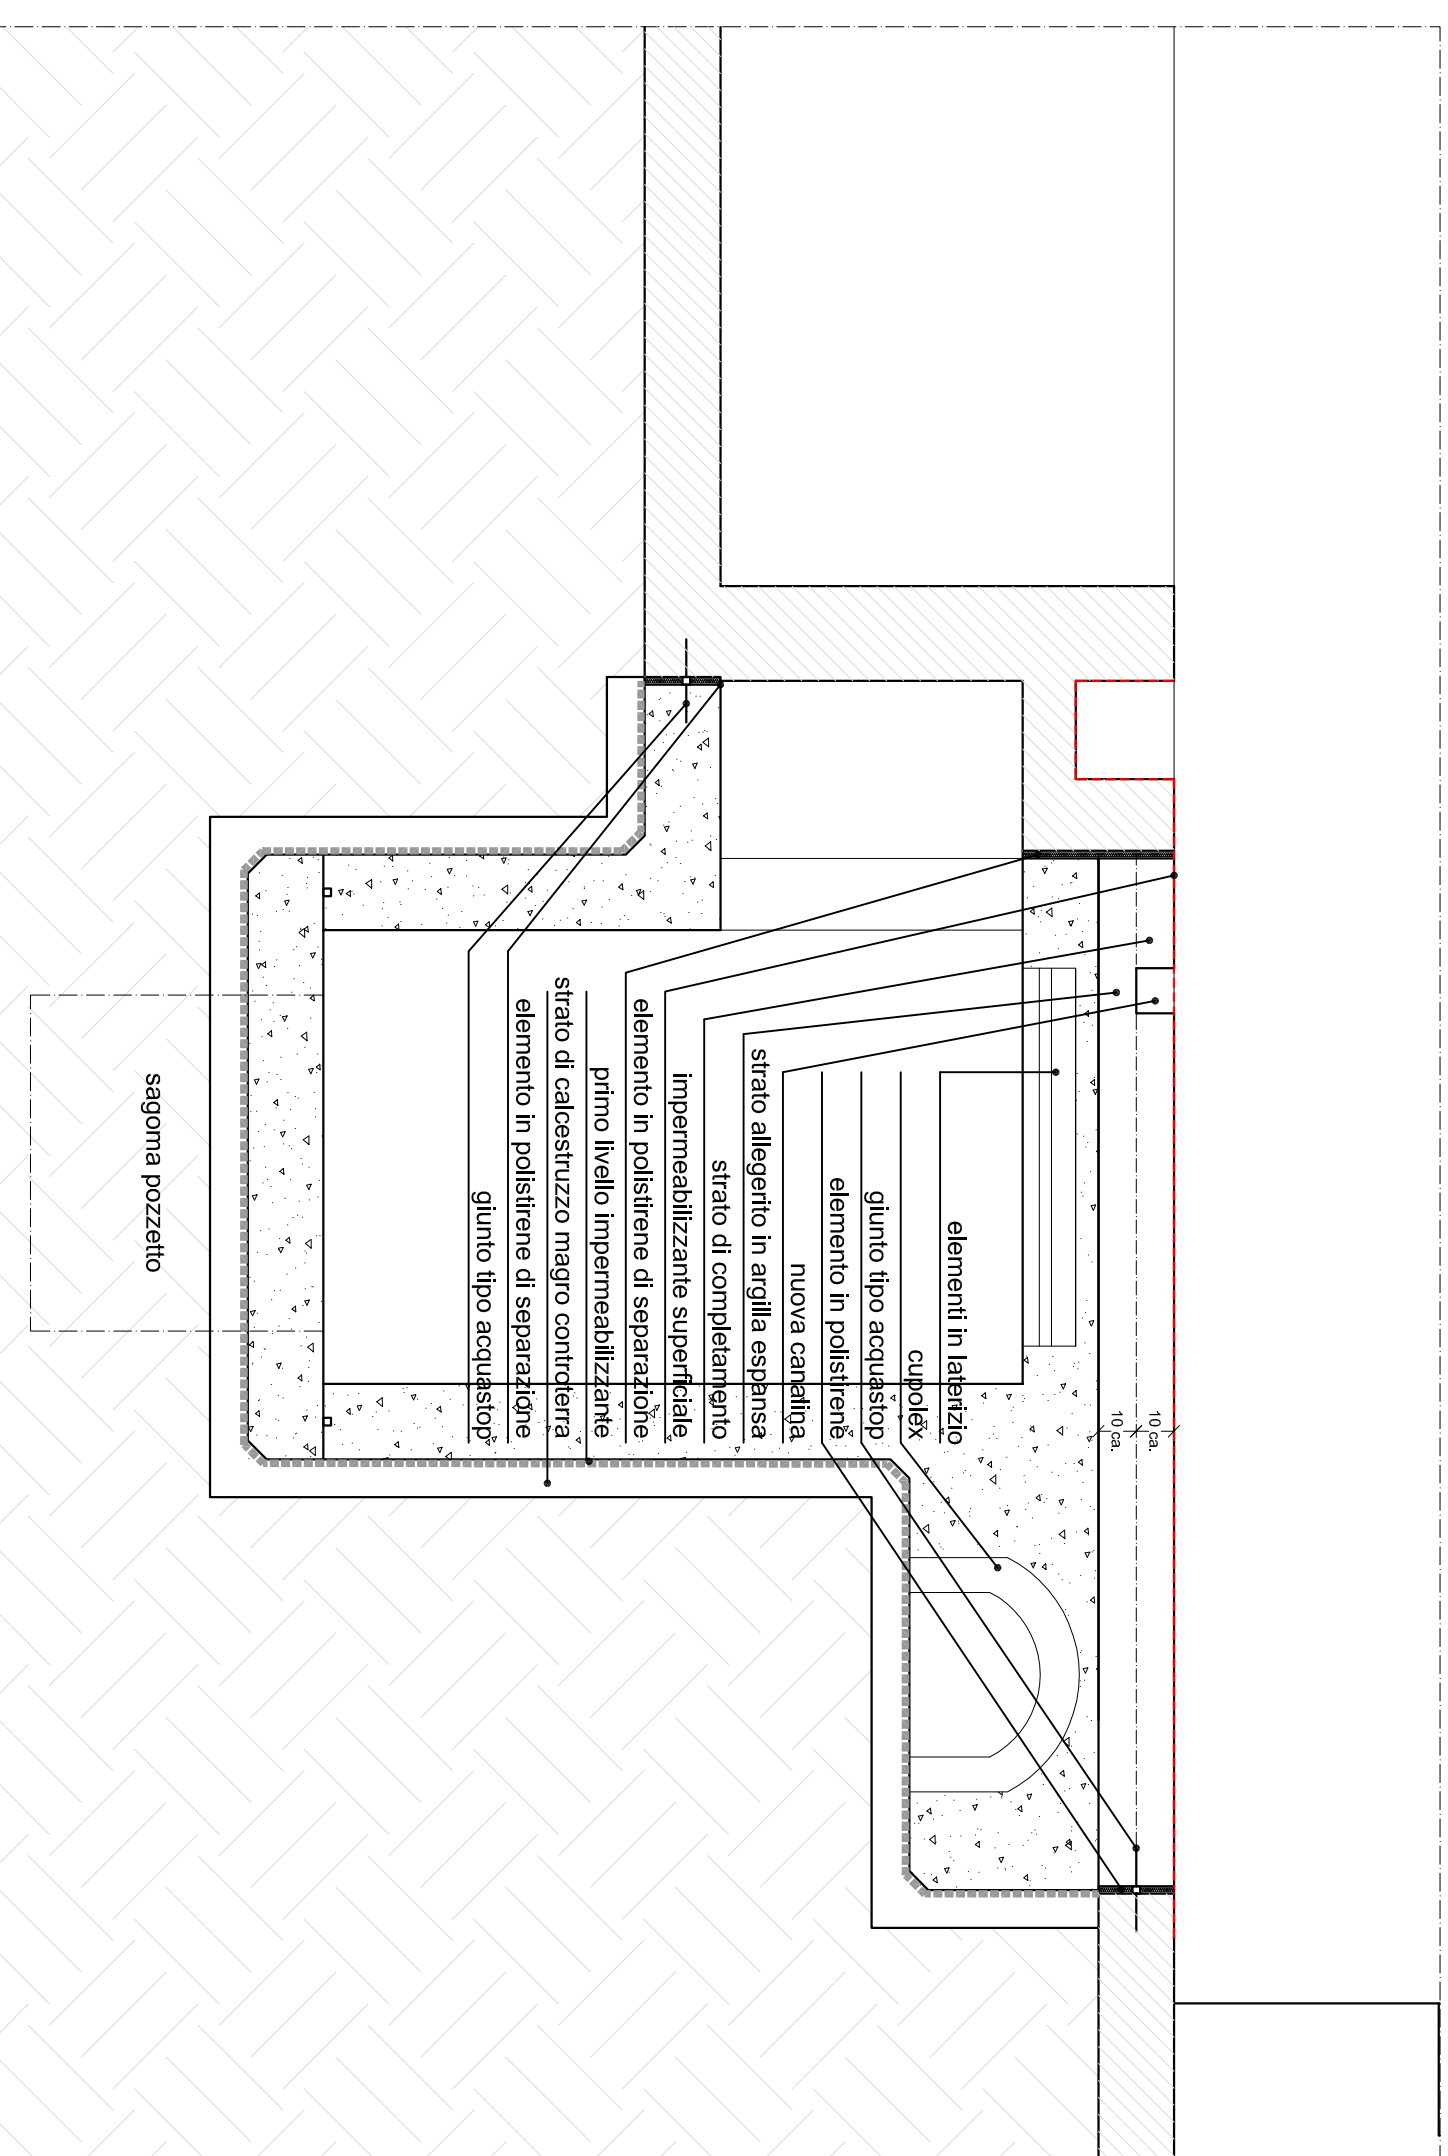 elementi in laterizio
cupolex
giunto tipo acquastop
elemento in polistirene
nuova canalina
strato allegerito in argilla espansa
strato di completamento
impermeabilizzante superficiale
elemento in polistirene di separazione
primo livello impermeabilizzante
strato di calcestruzzo magro controterra
elemento in polistirene di separazione
giunto tipo acquastop
10 ca.
10 ca.
sagoma pozzetto